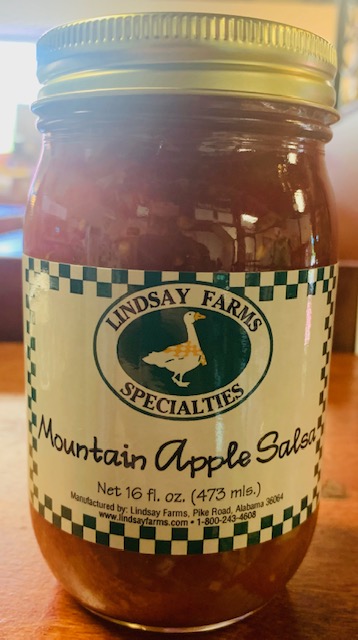 LINDSAY FARMS
SPECIALTIES
Mountain Apple Salsa
Net 16 fl. oz. (473 mls.)
Manufactured by: Lindsay Farms, Pike Road, Alabama 36064
www.lindsayfarms.com • 1-800-243-4608